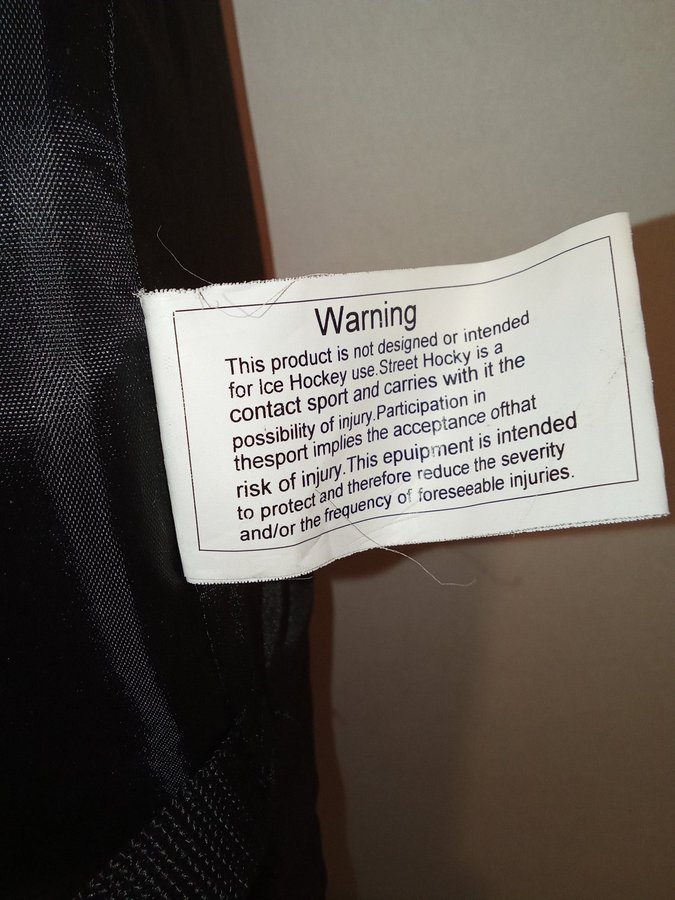 Warning
This product is not designed or intended
for Ice Hockey use.Street Hocky is a
contact sport and carries with it the
possibility of injury.Participation in
thesport implies the acceptance ofthat
risk of injury.This epuipment is intended
to protect and therefore reduce the severity
and/or the frequency of foreseeable injuries.